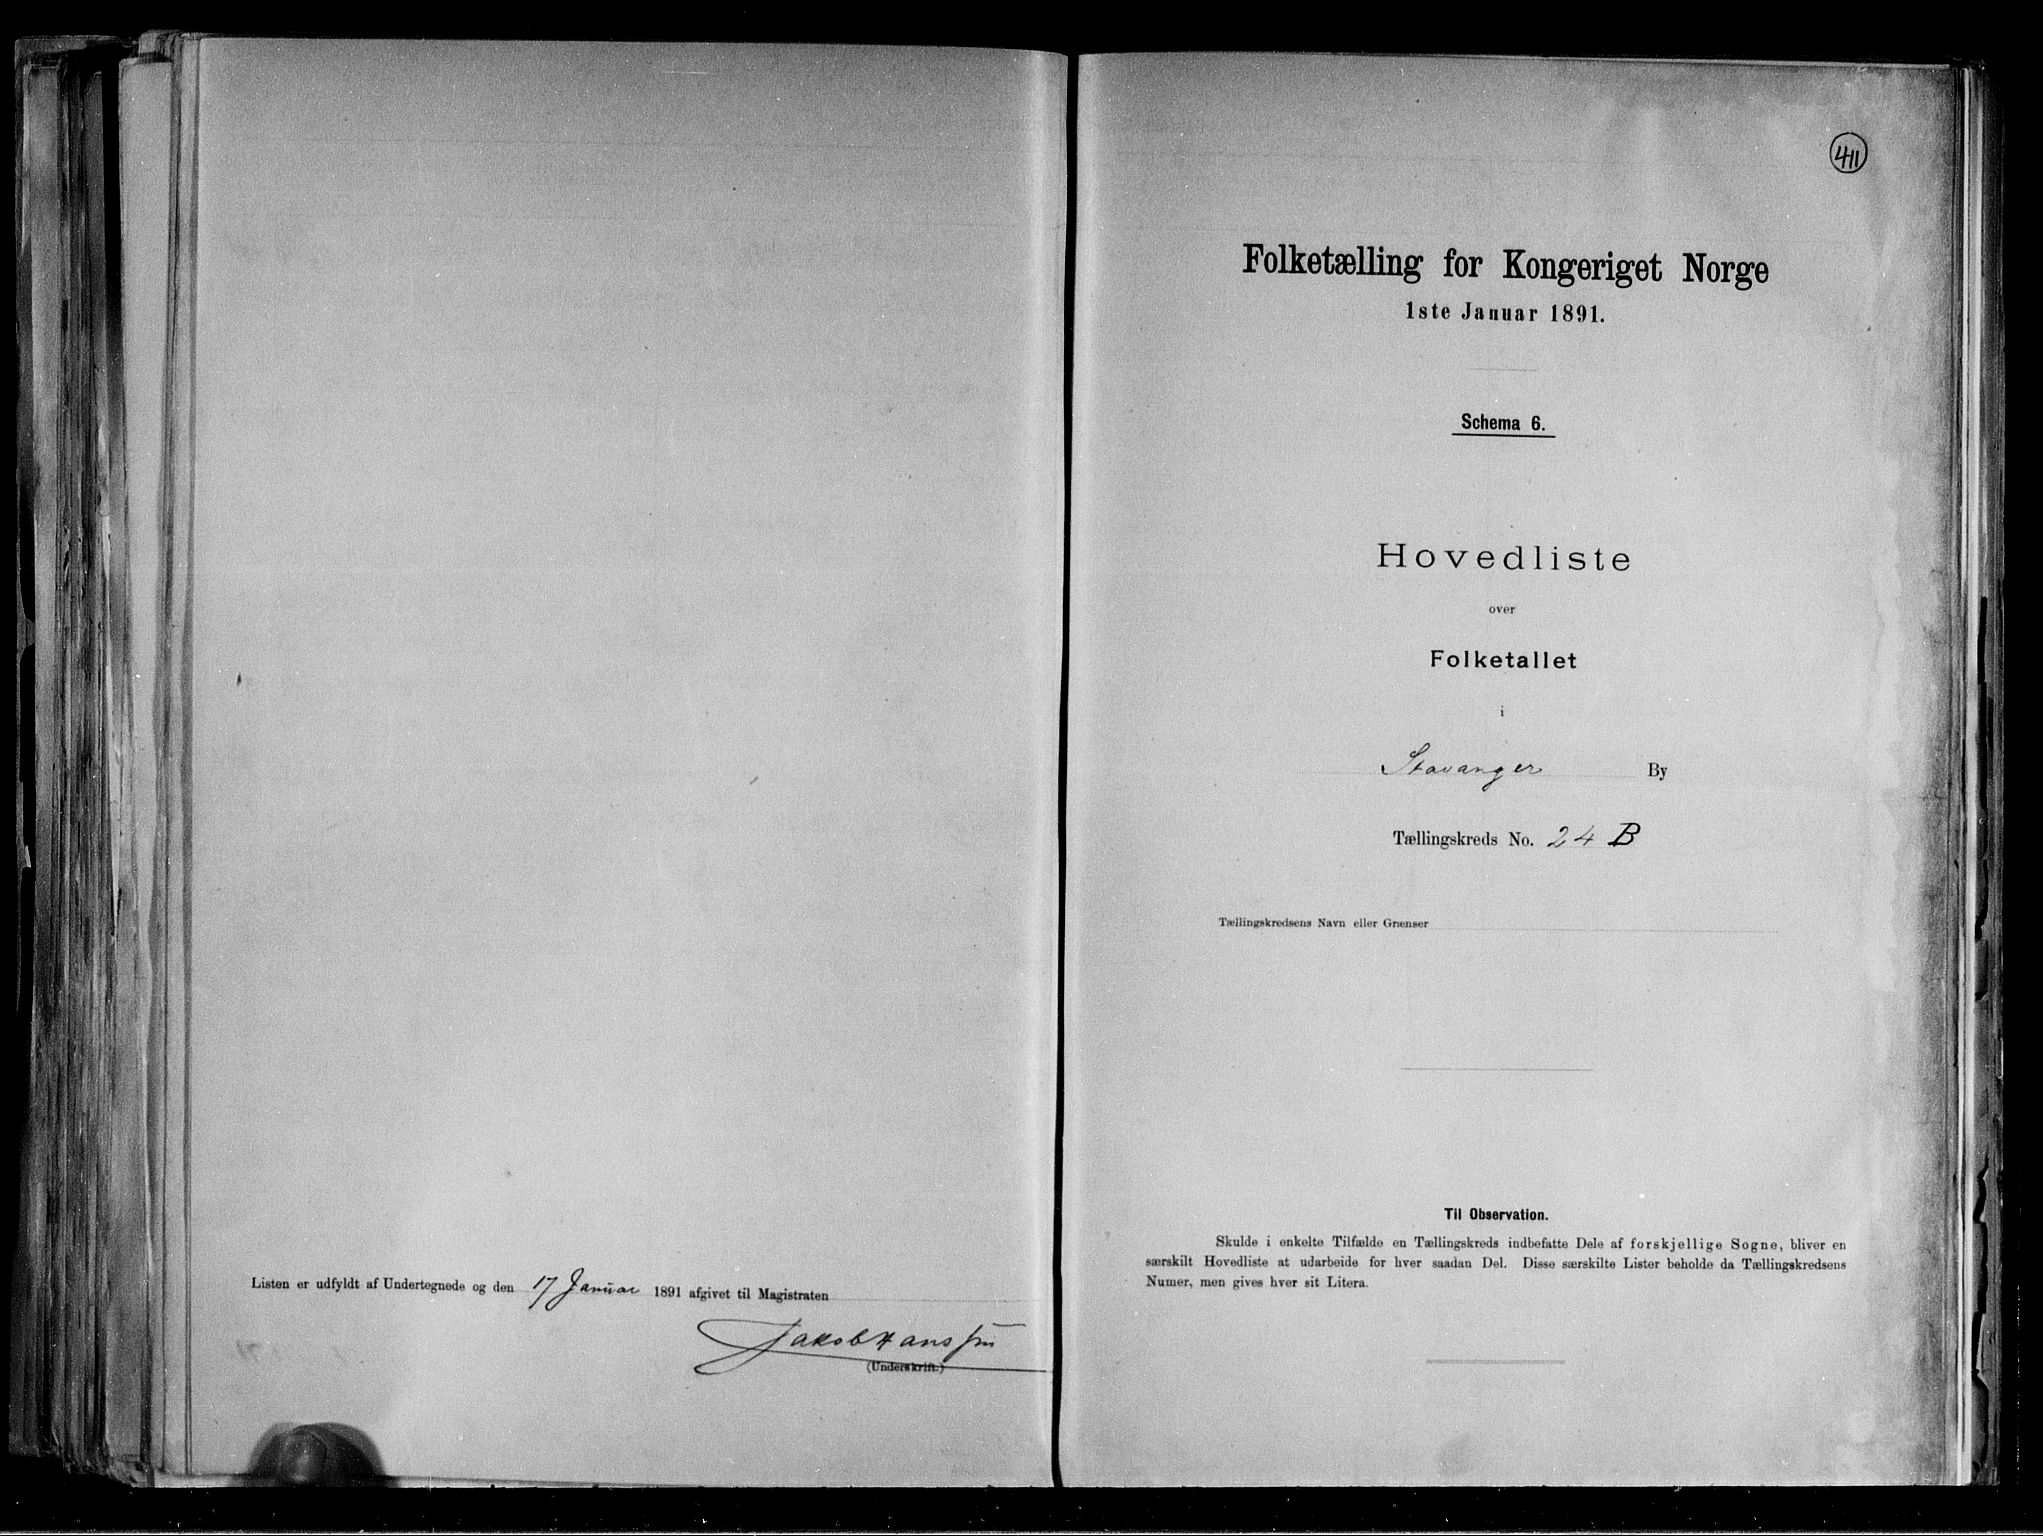 Listen er udfyldt af Undertegnede og den 17 Januar 1891 afgivet til Magistraten
Jakob Hanssen
(Underskrift.)
411
Folketælling for Kongeriget Norge
1ste Januar 1891.
Schema 6.
Hovedliste
over
Folketallet
i
Stavanger By
Tællingskreds No. 24 B
Tællingskredsens Navn eller Grænser
Til Observation.
Skulde i enkelte Tilfælde en Tællingskreds indbefatte Dele af forskjellige Sogne, bliver en
særskilt Hovedliste at udarbeide for hver saadan Del. Disse særskilte Lister beholde da Tællingskredsens
Numer, men gives hver sit Litera.